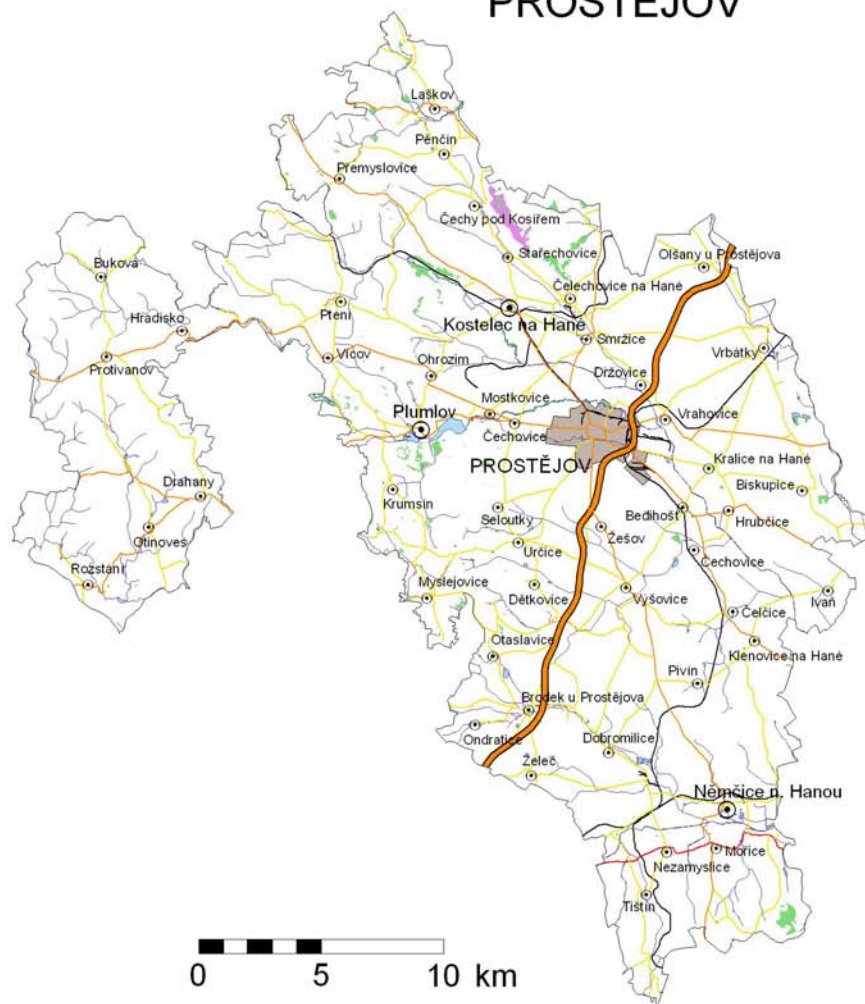 PROSTĚJOV
Laškov
Pěnčin
Přemyslovice
Čechy pod Kosířem
Stařechovice
Olšany u Prostějova
Buková
Čelechovice na Hané
Ptení
Hradisko
Kostelec na Hané
Smržice
Vrbátky
Protivanov
Vícov
Ohrozim
Držovice
Mostkovice
Plumlov
Vrahovice
Čechovice
PROSTĚJOV
Kralice na Hané
Drahany
Krumsín
Biskupice
Seloutky
Bedihošť
Hrubčice
Otinoves
Žešov
Určice
Čechovice
Rozstání
Myslejovice
Dětkovice
Výšovice
Ivaň
Čelčice
Otaslavice
Klenovice na Hané
Pivín
Brodek u Prostějova
Ondratice
Dobromilice
Želeč
Němčice n. Hanou
Mořice
Nezamyslice
Tištín
0 5 10 km